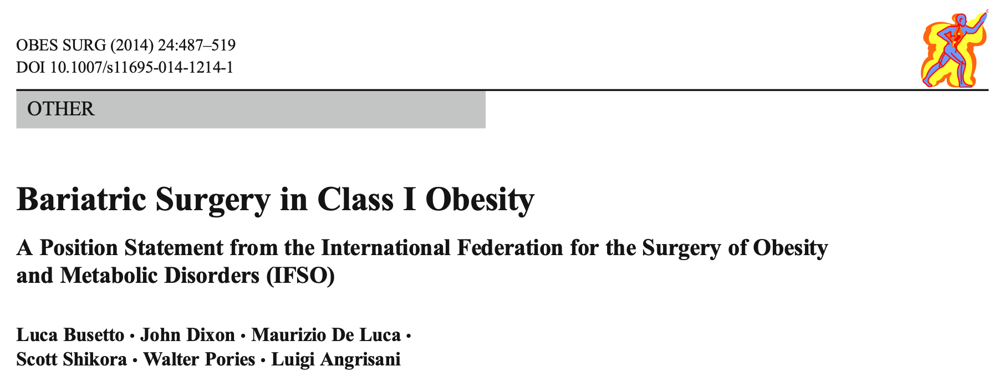 OBES SURG (2014) 24:487–519
DOI 10.1007/s11695-014-1214-1
OTHER
Bariatric Surgery in Class I Obesity
A Position Statement from the International Federation for the Surgery of Obesity
and Metabolic Disorders (IFSO)
Luca Busetto · John Dixon · Maurizio De Luca ·
Scott Shikora · Walter Pories · Luigi Angrisani